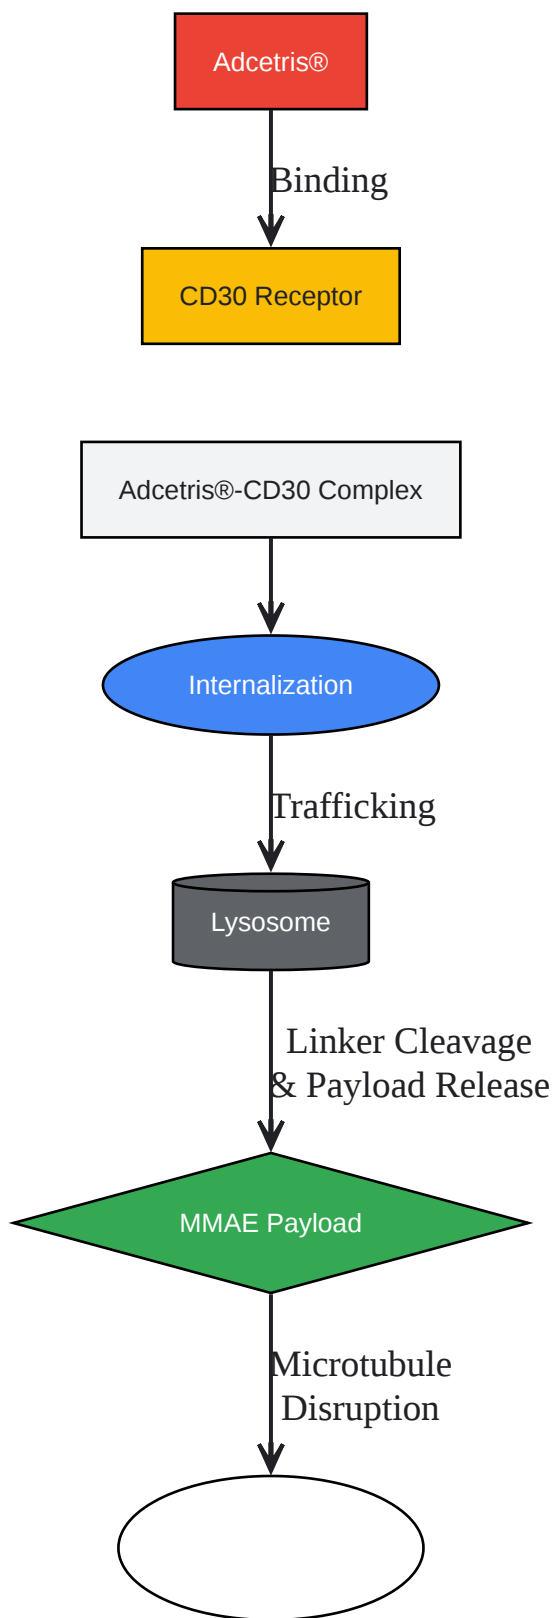 Adcetris®
Binding
CD30 Receptor
Adcetris®-CD30 Complex
Internalization
Trafficking
Lysosome
Linker Cleavage
& Payload Release
MMAE Payload
Microtubule
Disruption